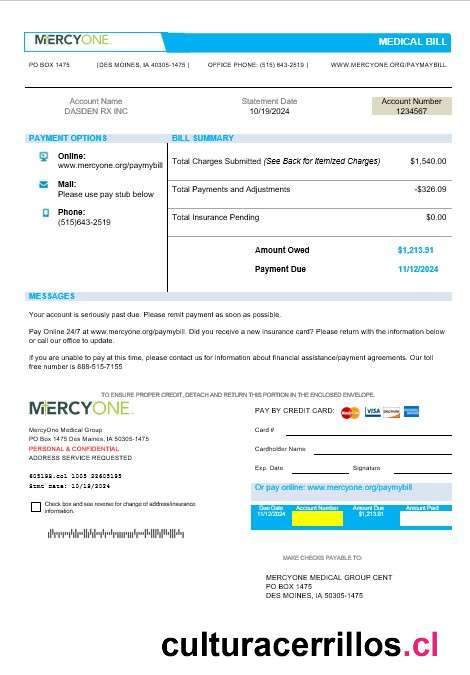 MERCYONE.
MEDICAL BILL
PO BOX 1475 |DES MOINES, IA 40305-1475 | OFFICE PHONE: (515) 643-2519 | WWW.MERCYONE.ORG/PAYMAYBILL
Account Name Statement Date Account Number
DASDEN RX INC 10/19/2024 1234567
PAYMENT OPTIONS BILL SUMMARY
Online:
www.mercyone.org/paymybill
Mail:
Please use pay stub below
Phone:
(515)643-2519
Total Charges Submitted (See Back for Itemized Charges) $1,540.00
Total Payments and Adjustments -$326.09
Total Insurance Pending $0.00
Amount Owed $1,213.91
Payment Due 11/12/2024
MESSAGES
Your account is seriously past due. Please remit payment as soon as possible.
Pay Online 24/7 at www.mercyone.org/paymybill. Did you receive a new insurance card? Please return with the information below
or call our office to update.
If you are unable to pay at this time, please contact us for information about financial assistance/payment agreements. Our toll
free number is 888-515-7155
TO ENSURE PROPER CREDIT, DETACH AND RETURN THIS PORTION IN THE ENCLOSED ENVELOPE.
MERCYONE.
MercyOne Medical Group
PO Box 1475 Des Maines, IA 50305-1475
PERSONAL & CONFIDENTIAL
ADDRESS SERVICE REQUESTED
605198.co1 1005 22605195
Stmt date: 10/19/2024
Check box and see reverse for change of address/insurance
information.
PAY BY CREDIT CARD: VISA
Card #
Cardholder Name
Exp. Date Signature
Or pay online: www.mercyone.org/paymybill
Due Date Account Number Amount Due Amount Paid
11/12/2024 $1,213.91
MAKE CHECKS PAYABLE TO:
MERCYONE MEDICAL GROUP CENT
PO BOX 1475
DES MOINES, IA 50305-1475
culturacerrillos.cl